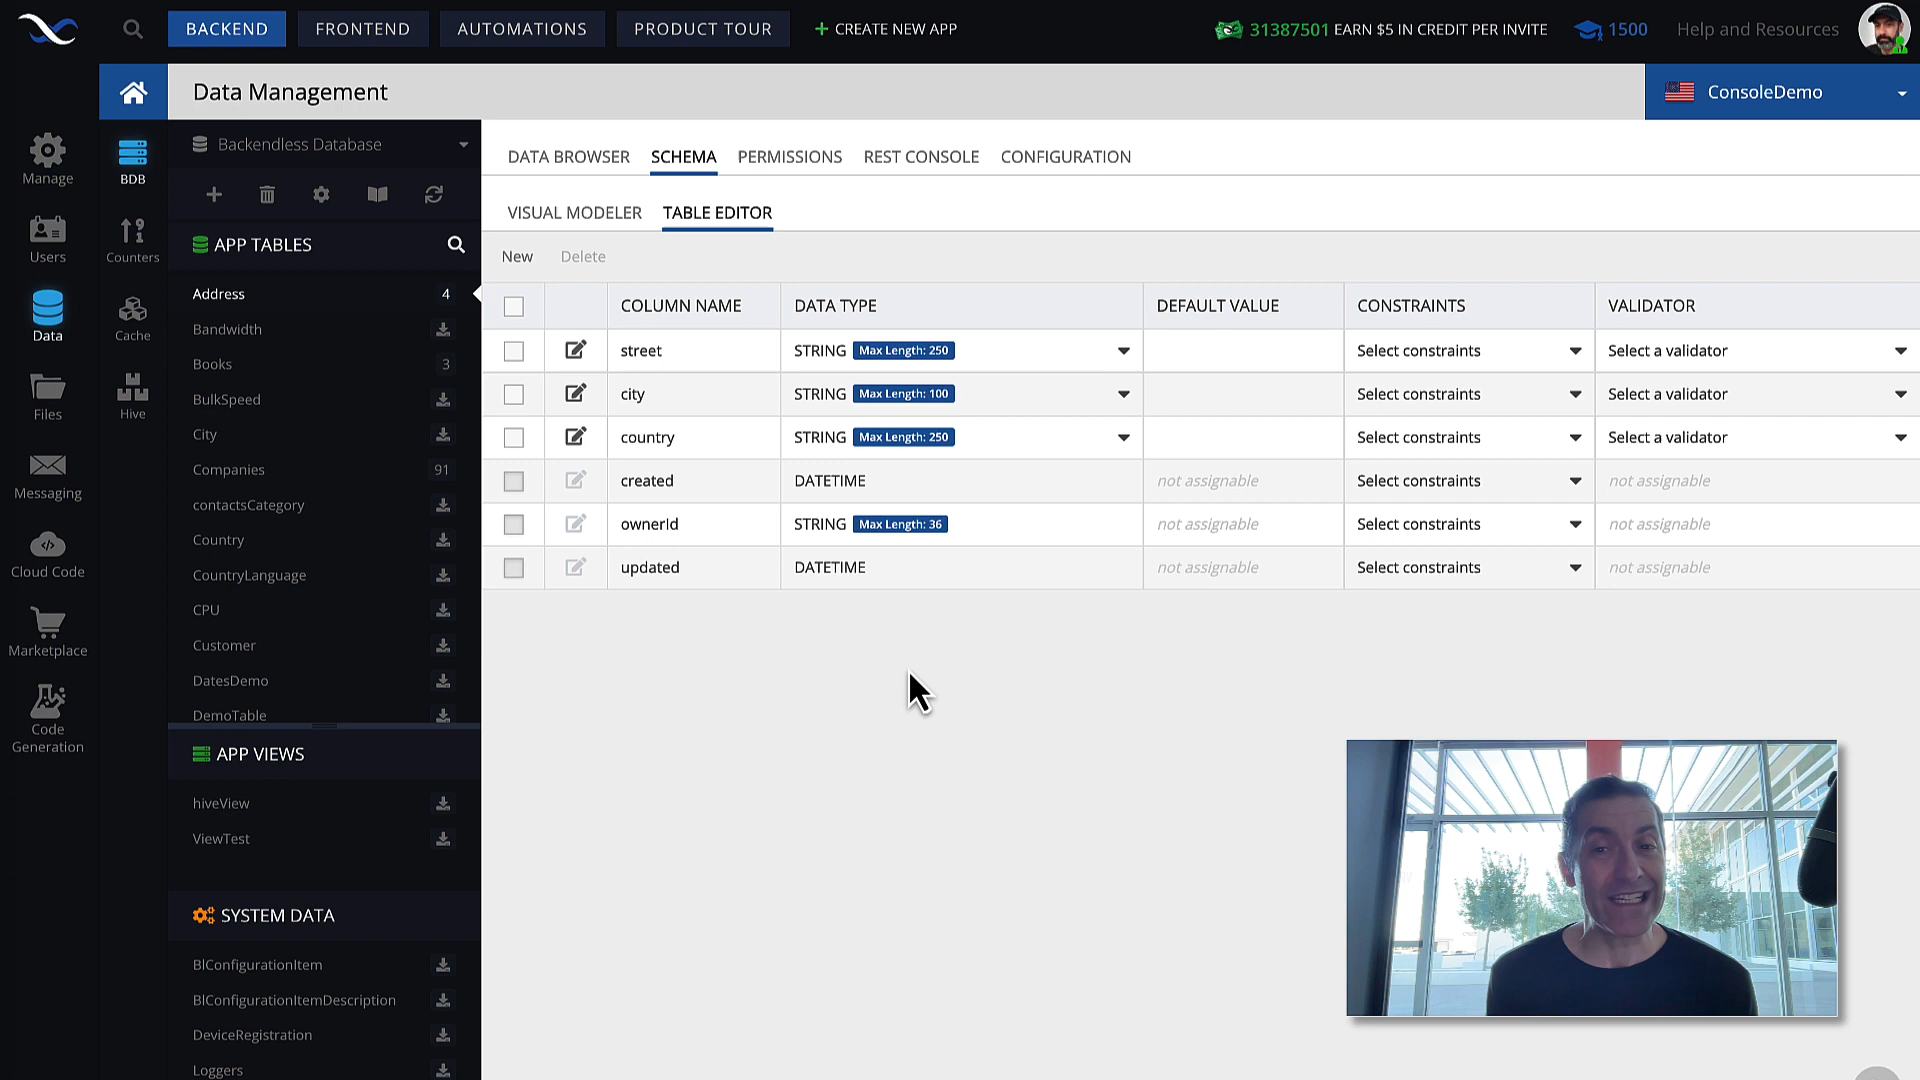 BACKEND
FRONTEND
AUTOMATIONS
PRODUCT TOUR
+ CREATE NEW APP
31387501 EARN $5 IN CREDIT PER INVITE
1500
Help and Resources
Data Management
ConsoleDemo
Manage
Users
Data
Files
Messaging
Cloud Code
Marketplace
Code
Generation
BDB
Counters
Cache
Hive
Backendless Database
APP TABLES
Address 4
Bandwidth
Books 3
BulkSpeed
City
Companies 91
contactsCategory
Country
CountryLanguage
CPU
Customer
DatesDemo
DemoTable
APP VIEWS
hiveView
ViewTest
SYSTEM DATA
BlConfigurationItem
BlConfigurationItemDescription
DeviceRegistration
Loggers
DATA BROWSER SCHEMA PERMISSIONS REST CONSOLE CONFIGURATION
VISUAL MODELER TABLE EDITOR
New Delete
COLUMN NAME DATA TYPE DEFAULT VALUE CONSTRAINTS VALIDATOR
street STRING Max Length: 250 Select constraints Select a validator
city STRING Max Length: 100 Select constraints Select a validator
country STRING Max Length: 250 Select constraints Select a validator
created DATETIME not assignable Select constraints not assignable
ownerId STRING Max Length: 36 not assignable Select constraints not assignable
updated DATETIME not assignable Select constraints not assignable